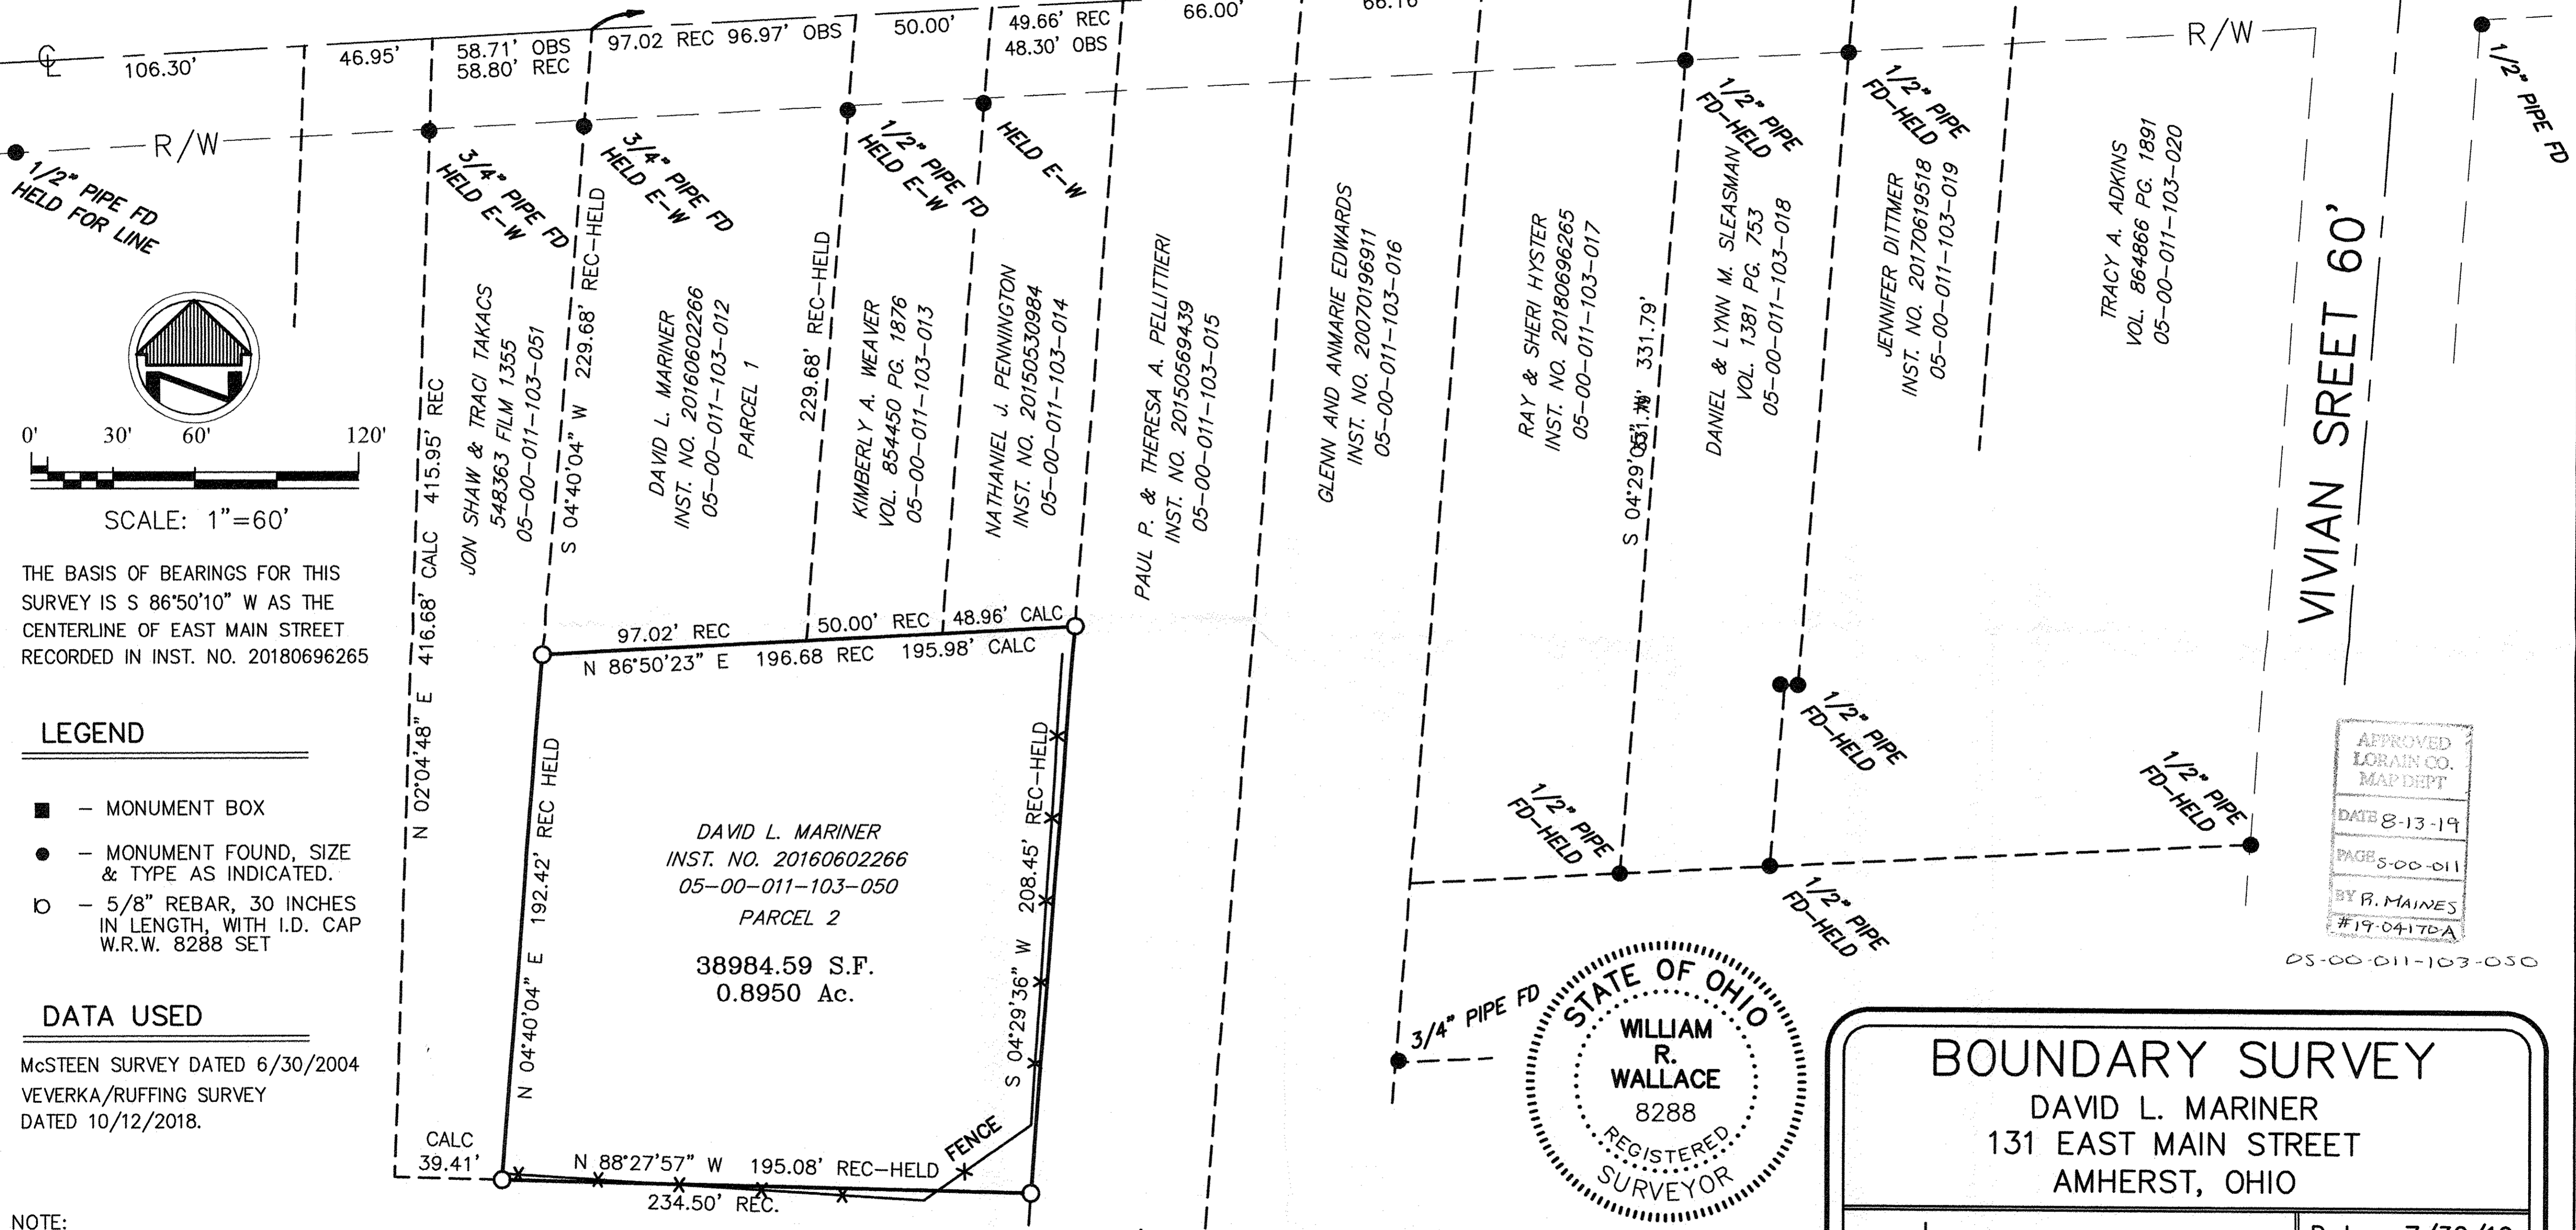 ℄
106.30'
46.95'
58.71' OBS
58.80' REC
97.02 REC 96.97' OBS
50.00'
49.66' REC
48.30' OBS
66.00'
66.16
R/W
R/W
1/2" PIPE FD
HELD FOR LINE
3/4" PIPE FD
HELD E-W
3/4" PIPE FD
HELD E-W
1/2" PIPE FD
HELD E-W
HELD E-W
1/2" PIPE
FD-HELD
1/2" PIPE
FD-HELD
1/2" PIPE FD
0' 30' 60' 120'
SCALE: 1"=60'
THE BASIS OF BEARINGS FOR THIS
SURVEY IS S 86°50'10" W AS THE
CENTERLINE OF EAST MAIN STREET
RECORDED IN INST. NO. 20180696265
LEGEND
– MONUMENT BOX
– MONUMENT FOUND, SIZE
& TYPE AS INDICATED.
– 5/8" REBAR, 30 INCHES
IN LENGTH, WITH I.D. CAP
W.R.W. 8288 SET
DATA USED
McSTEEN SURVEY DATED 6/30/2004
VEVERKA/RUFFING SURVEY
DATED 10/12/2018.
NOTE:
N 02°04'48" E 416.68' CALC 415.95' REC
JON SHAW & TRACI TAKACS
548363 FILM 1355
05-00-011-103-051
S 04°40'04" W 229.68' REC-HELD
DAVID L. MARINER
INST. NO. 20160602266
05-00-011-103-012
PARCEL 1
229.68' REC-HELD
KIMBERLY A. WEAVER
VOL. 854450 PG. 1876
05-00-011-103-013
NATHANIEL J. PENNINGTON
INST. NO. 20150530984
05-00-011-103-014
PAUL P. & THERESA A. PELLITTIERI
INST. NO. 20150569439
05-00-011-103-015
GLENN AND ANMARIE EDWARDS
INST. NO. 20070196911
05-00-011-103-016
RAY & SHERI HYSTER
INST. NO. 20180696265
05-00-011-103-017
S 04°29'05" 331.79'
DANIEL & LYNN M. SLEASMAN
VOL. 1381 PG. 753
05-00-011-103-018
JENNIFER DITTMER
INST. NO. 20170619518
05-00-011-103-019
TRACY A. ADKINS
VOL. 864866 PG. 1891
05-00-011-103-020
VIVIAN SREET 60'
97.02' REC
50.00' REC
48.96' CALC
N 86°50'23" E 196.68 REC 195.98' CALC
N 04°40'04" E 192.42' REC HELD
DAVID L. MARINER
INST. NO. 20160602266
05-00-011-103-050
PARCEL 2
38984.59 S.F.
0.8950 Ac.
S 04°29'36" W 208.45' REC-HELD
FENCE
CALC
39.41'
N 88°27'57" W 195.08' REC-HELD
234.50' REC.
1/2" PIPE
FD-HELD
1/2" PIPE
FD-HELD
1/2" PIPE
FD-HELD
1/2" PIPE
FD-HELD
3/4" PIPE FD
APPROVED
LORAIN CO.
MAP DEPT
DATE 8-13-19
PAGE 5-00-011
BY R. MAINES
#19-04170A
05-00-011-103-050
STATE OF OHIO
WILLIAM
R.
WALLACE
8288
REGISTERED
SURVEYOR
BOUNDARY SURVEY
DAVID L. MARINER
131 EAST MAIN STREET
AMHERST, OHIO